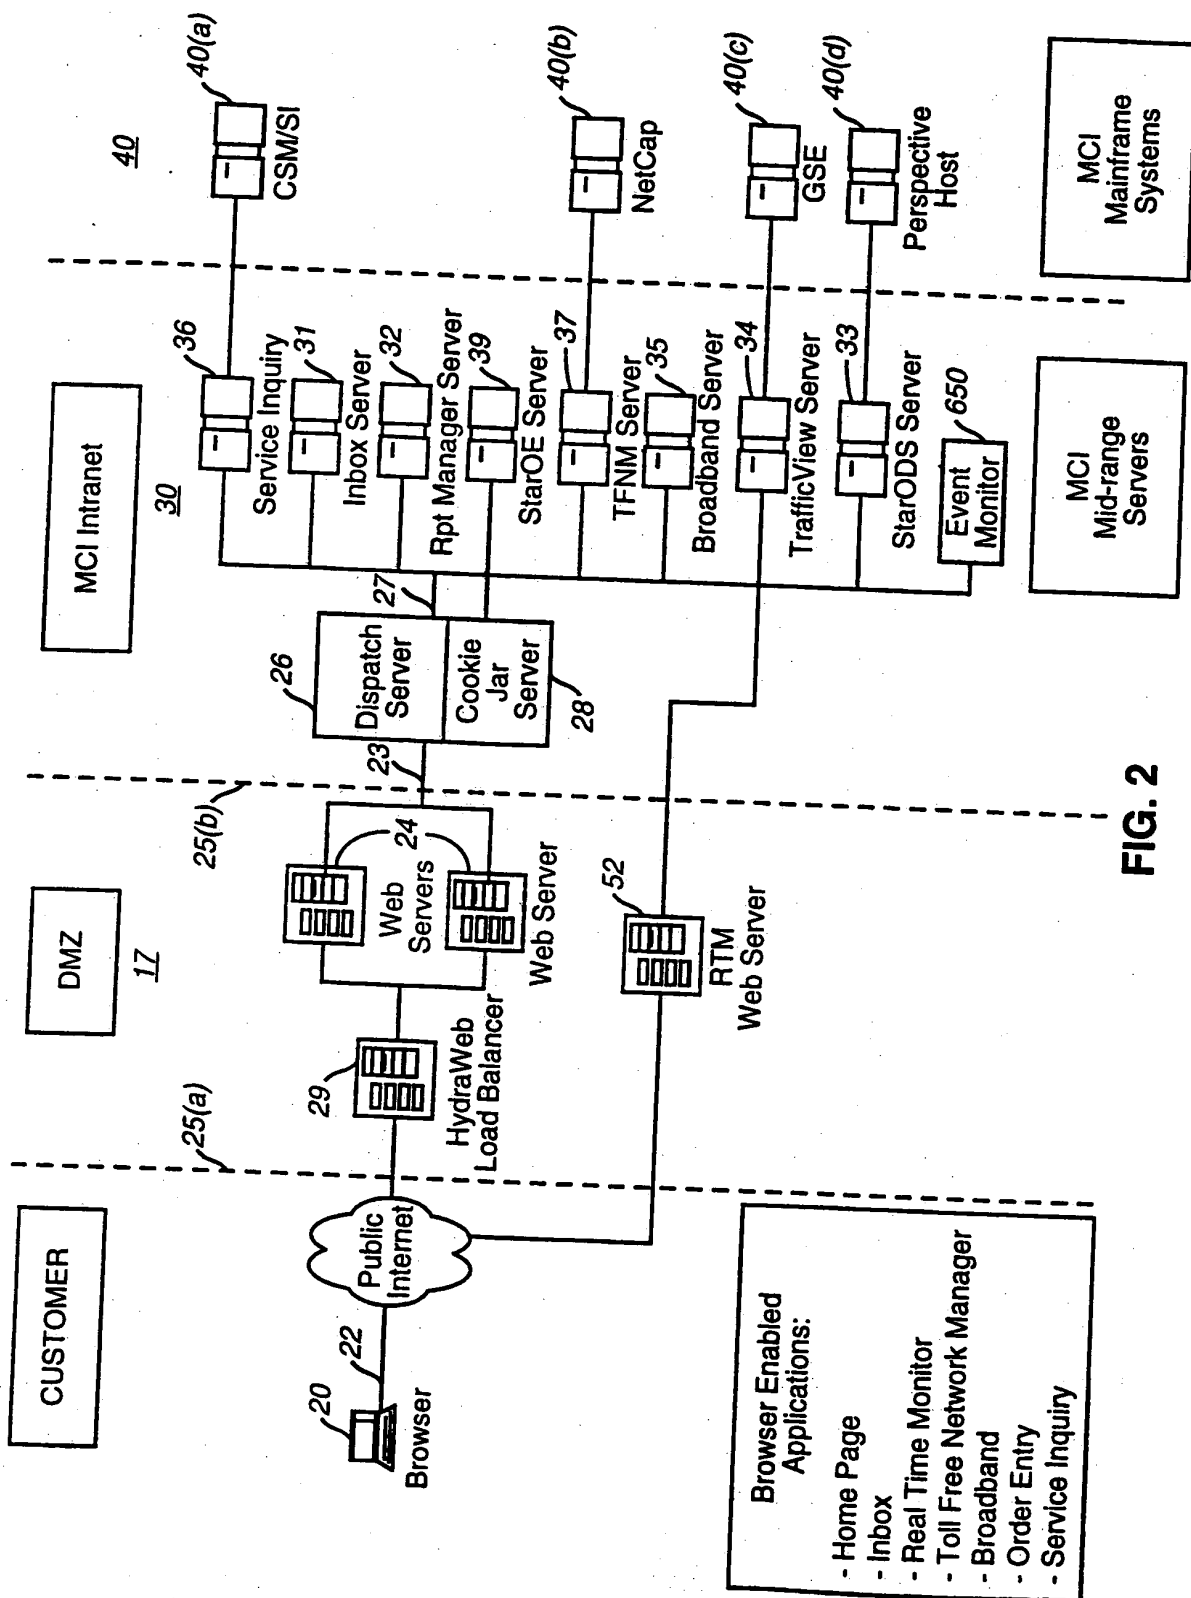 CUSTOMER
DMZ
17
MCI Intranet
30
40
25(a)
25(b)
20
22
Browser
Public
Internet
29
HydraWeb
Load Balancer
24
Web
Servers
Web Server
52
RTM
Web Server
23
26
Dispatch
Server
Cookie
Jar
Server
28
27
36
Service Inquiry
31
Inbox Server
32
Rpt Manager Server
39
StarOE Server
37
TFNM Server
35
Broadband Server
34
TrafficView Server
33
StarODS Server
650
Event
Monitor
40(a)
CSM/SI
40(b)
NetCap
40(c)
GSE
40(d)
Perspective
Host
Browser Enabled
Applications:
- Home Page
- Inbox
- Real Time Monitor
- Toll Free Network Manager
- Broadband
- Order Entry
- Service Inquiry
MCI
Mid-range
Servers
MCI
Mainframe
Systems
FIG. 2